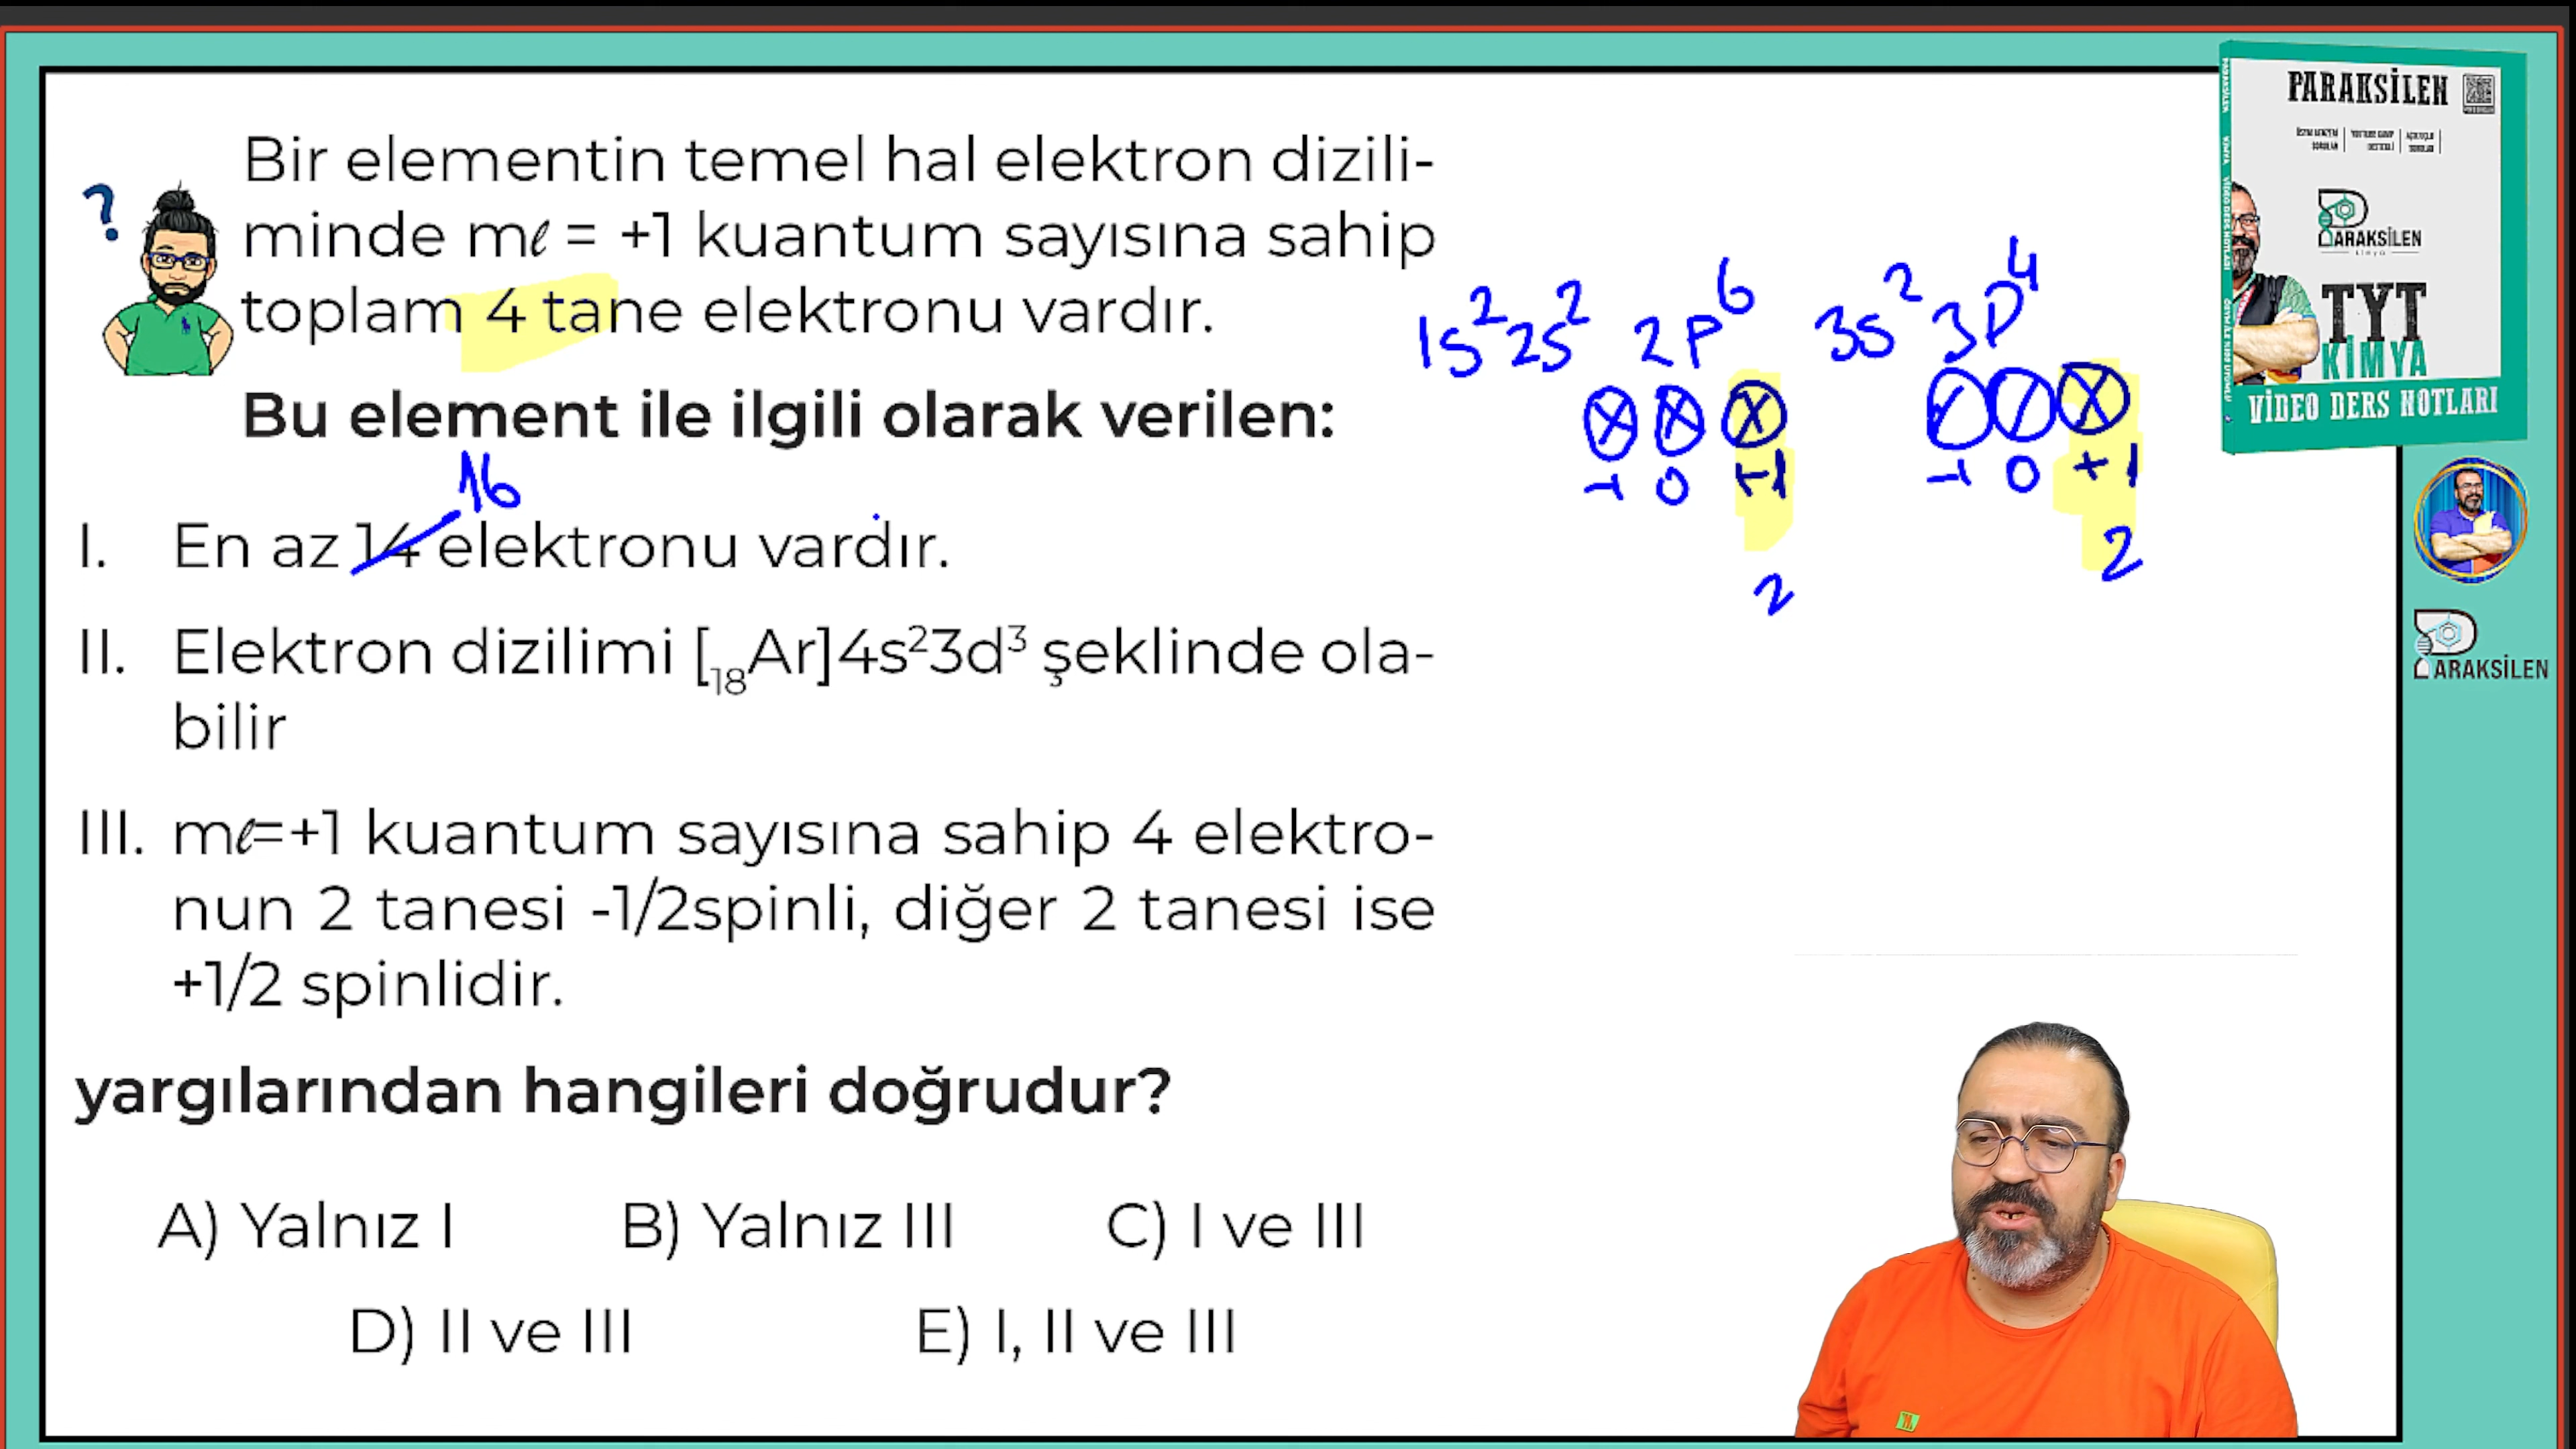 Bir elementin temel hal elektron dizili-
minde mℓ = +1 kuantum sayısına sahip
toplam 4 tane elektronu vardır.
Bu element ile ilgili olarak verilen:
16
I. En az 14 elektronu vardır.
II. Elektron dizilimi [₁₈Ar]4s²3d³ şeklinde ola-
bilir
III. mℓ=+1 kuantum sayısına sahip 4 elektro-
nun 2 tanesi -1/2spinli, diğer 2 tanesi ise
+1/2 spinlidir.
yargılarından hangileri doğrudur?
A) Yalnız I B) Yalnız III C) I ve III
D) II ve III E) I, II ve III
1s² 2s² 2p⁶ 3s² 3p⁴
-1 0 +1 -1 0 +1
2 2
PARAKSİLEN
PARAKSİLEN
TYT
KİMYA
VİDEO DERS NOTLARI
PARAKSİLEN